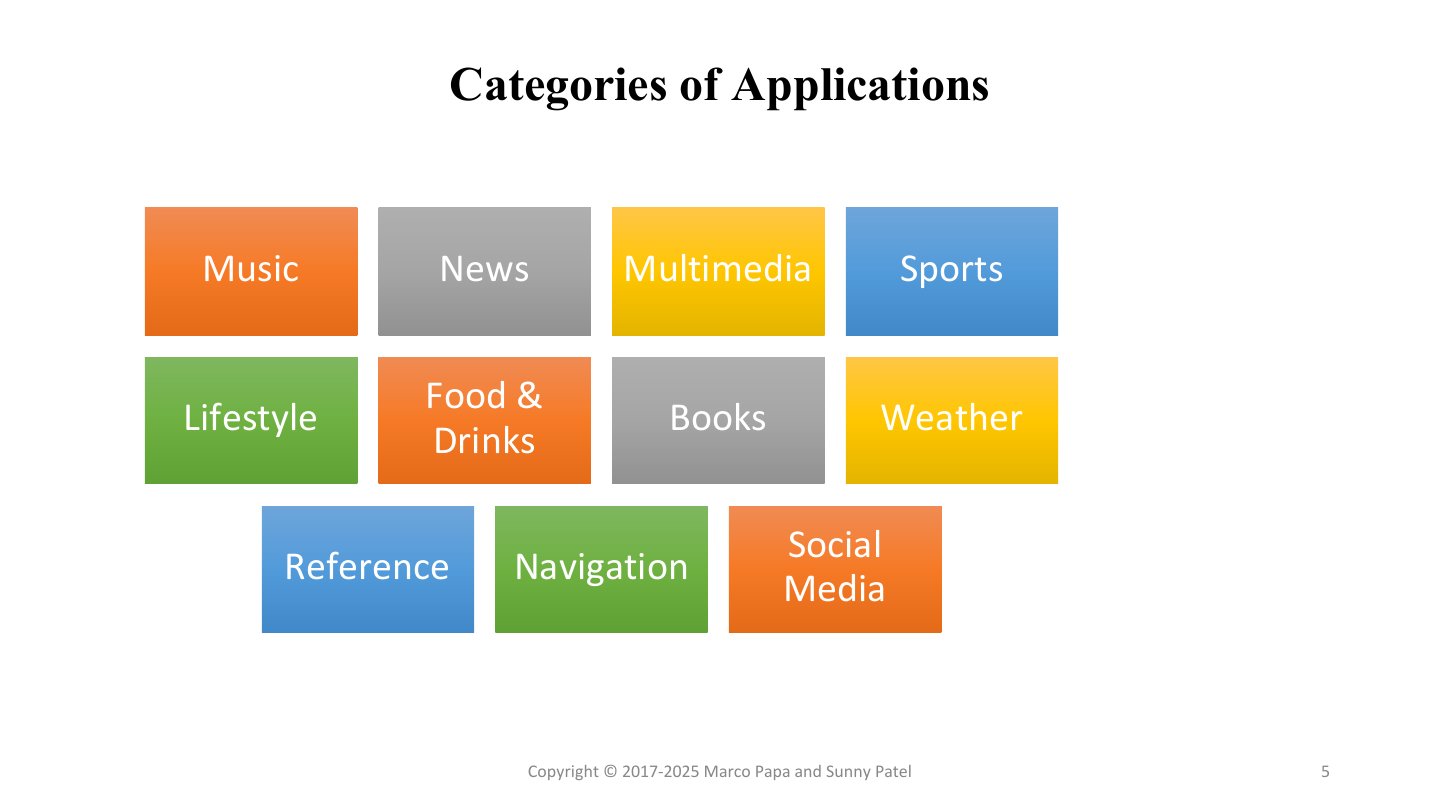 Categories of Applications
Music
News
Multimedia
Sports
Lifestyle
Food &
Drinks
Books
Weather
Reference
Navigation
Social
Media
Copyright © 2017-2025 Marco Papa and Sunny Patel
5